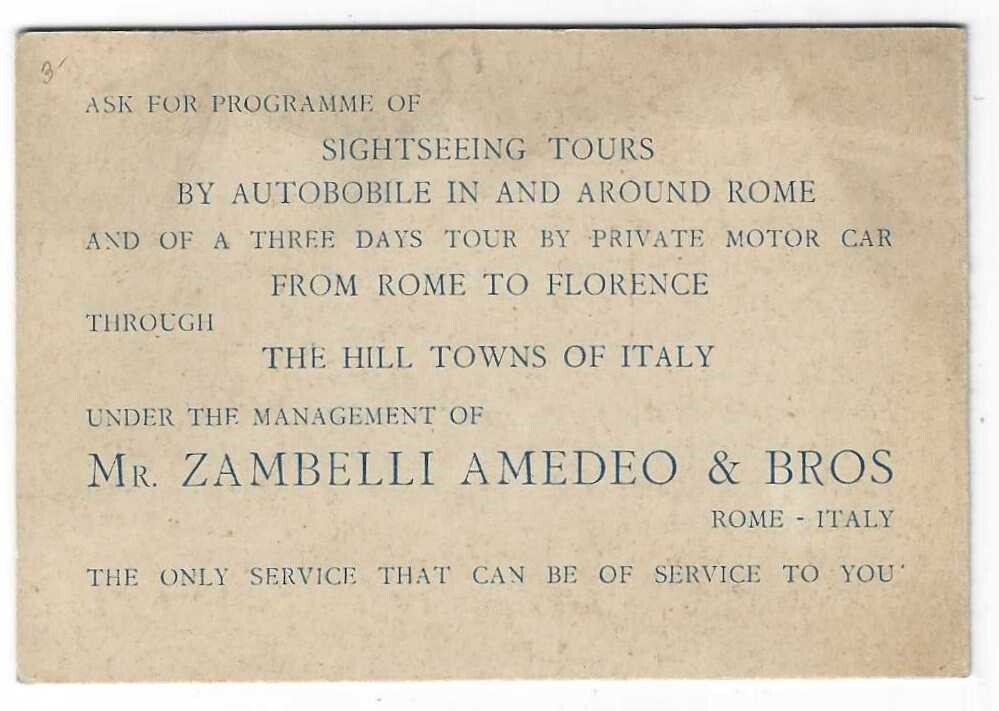 3
ASK FOR PROGRAMME OF
SIGHTSEEING TOURS
BY AUTOBOBILE IN AND AROUND ROME
AND OF A THREE DAYS TOUR BY PRIVATE MOTOR CAR
FROM ROME TO FLORENCE
THROUGH
THE HILL TOWNS OF ITALY
UNDER THE MANAGEMENT OF
MR. ZAMBELLI AMEDEO & BROS
ROME - ITALY
THE ONLY SERVICE THAT CAN BE OF SERVICE TO YOU